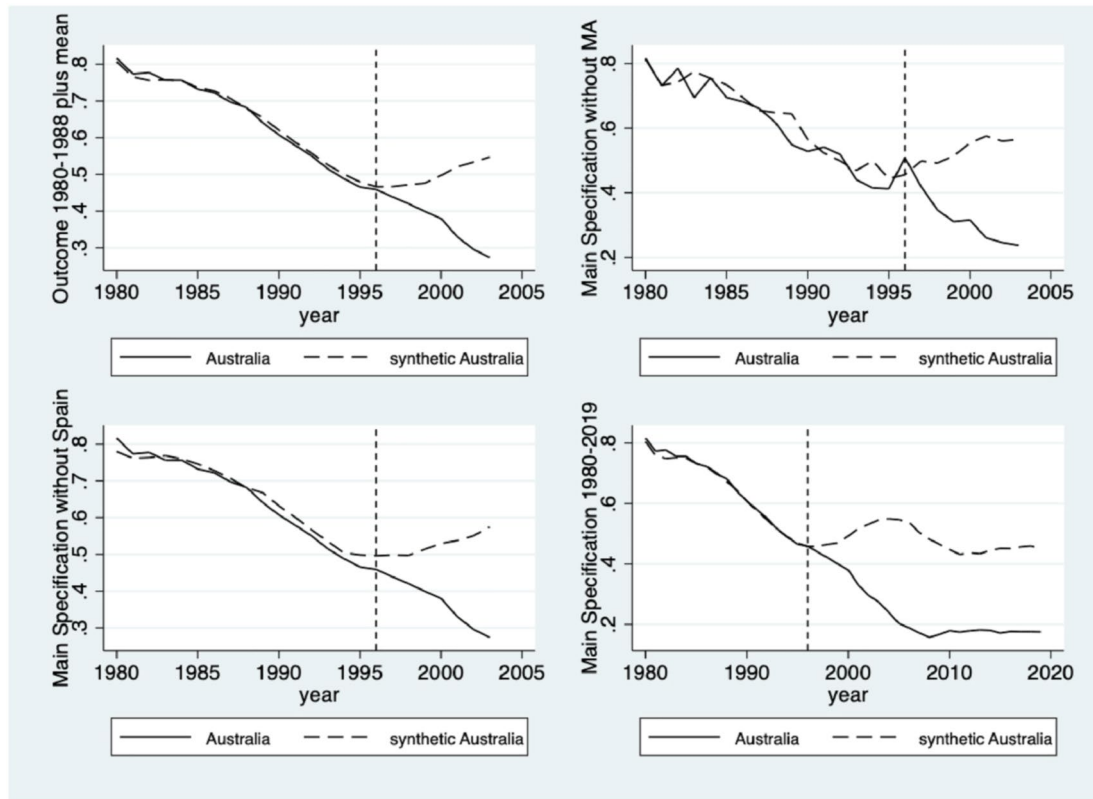 Outcome 1980-1988 plus mean
.8
.7
.6
.5
.4
.3
1980 1985 1990 1995 2000 2005
year
Australia synthetic Australia
Main Specification without MA
.8
.6
.4
.2
1980 1985 1990 1995 2000 2005
year
Australia synthetic Australia
Main Specification without Spain
.8
.7
.6
.5
.4
.3
1980 1985 1990 1995 2000 2005
year
Australia synthetic Australia
Main Specification 1980-2019
.8
.6
.4
.2
1980 1990 2000 2010 2020
year
Australia synthetic Australia